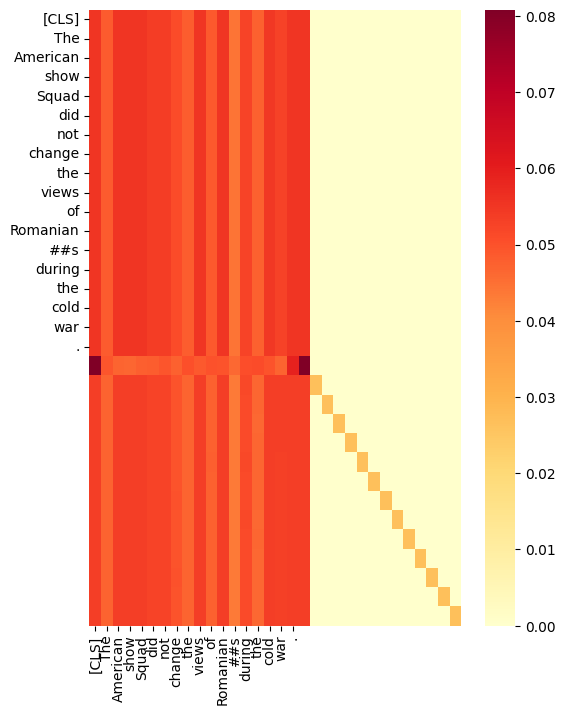 [CLS]
The
American
show
Squad
did
not
change
the
views
of
Romanian
##s
during
the
cold
war
.
0.08
0.07
0.06
0.05
0.04
0.03
0.02
0.01
0.00
[CLS]
The
American
show
Squad
did
not
change
the
views
of
Romanian
##s
during
the
cold
war
.